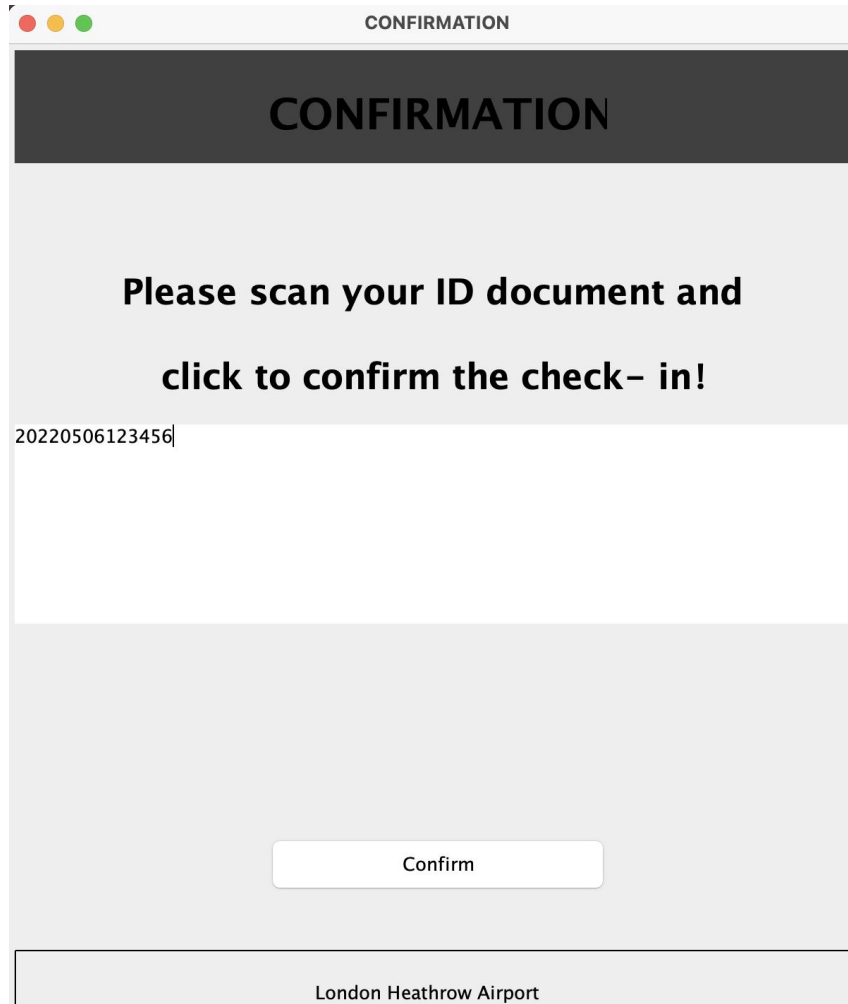 CONFIRMATION
CONFIRMATION
Please scan your ID document and
click to confirm the check- in!
20220506123456
Confirm
London Heathrow Airport